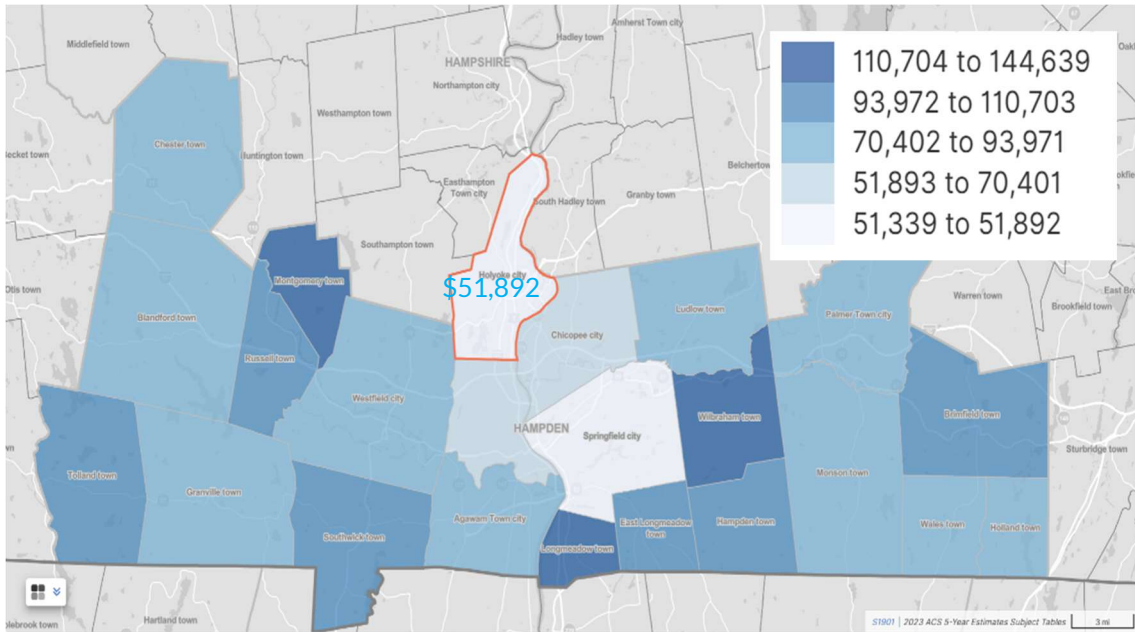 Amherst Town city
Middlefield town
Hadley town
HAMPSHIRE
Northampton city
Westhampton town
Chester town
Huntington town
Easthampton
Town city
Granby town
South Hadley town
Southampton town
Holyoke city
$51,892
Montgomery town
Otis town
Blandford town
Chicopee city
Ludlow town
Palmer Town city
Warren town
Brookfield town
Russell town
Westfield city
HAMPDEN
Springfield city
Wilbraham town
Brimfield town
Sturbridge town
Tolland town
Granville town
Monson town
Southwick town
Agawam Town city
East Longmeadow
town
Hampden town
Wales town
Holland town
Longmeadow town
Hartland town
110,704 to 144,639
93,972 to 110,703
70,402 to 93,971
51,893 to 70,401
51,339 to 51,892
S1901 | 2023 ACS 5-Year Estimates Subject Tables
3 mi